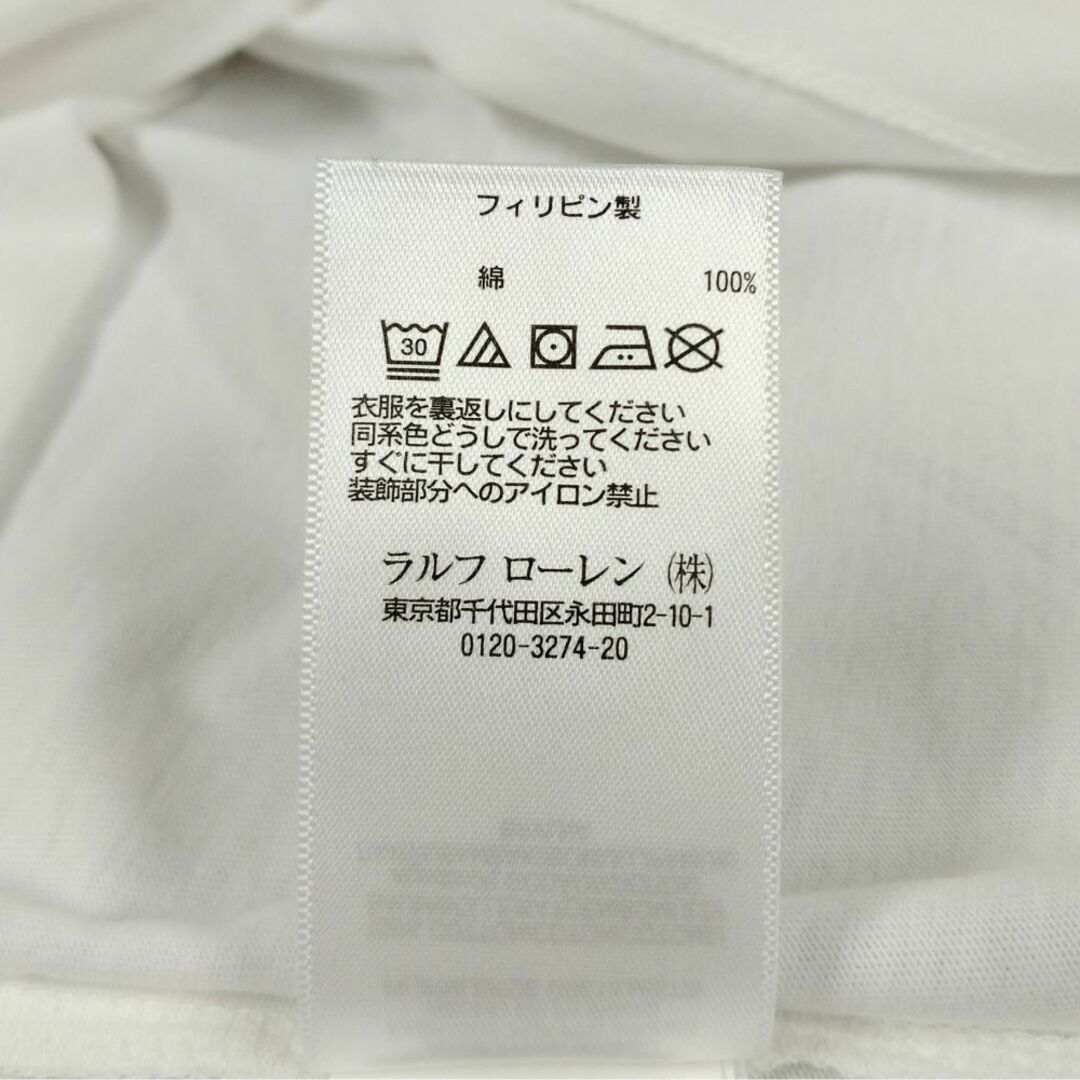 フィリピン製
綿 100%
30
衣服を裏返しにしてください
同系色どうしで洗ってください
すぐに干してください
装飾部分へのアイロン禁止
ラルフ ローレン ㈱
東京都千代田区永田町2-10-1
0120-3274-20